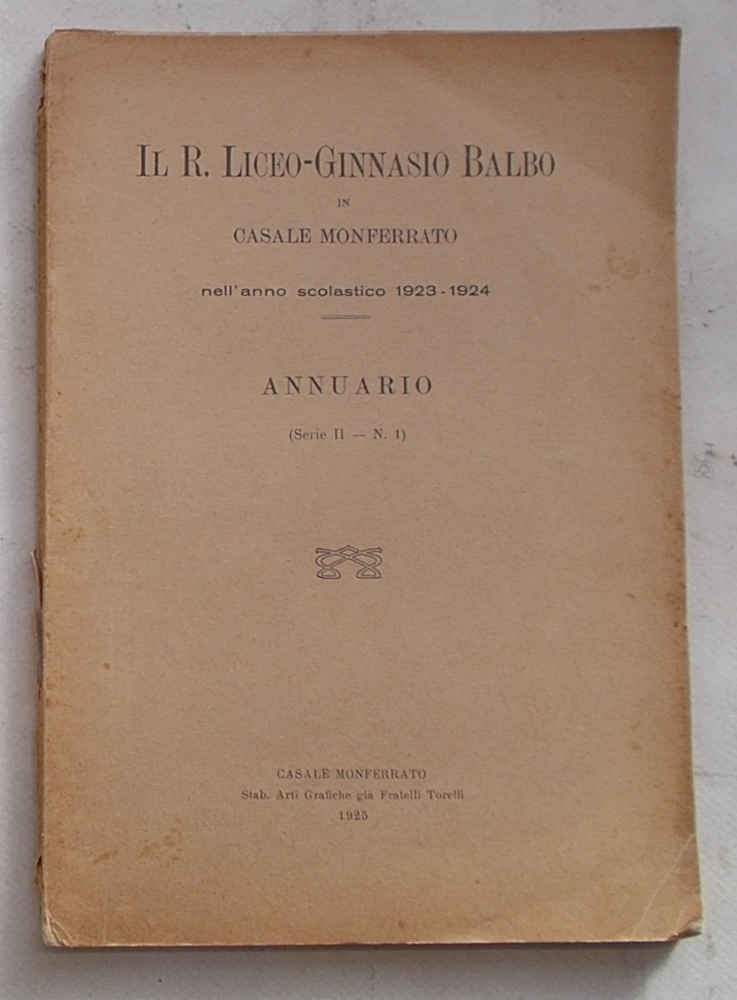 IL R. LICEO-GINNASIO BALBO
IN
CASALE MONFERRATO
nell'anno scolastico 1923-1924
ANNUARIO
(Serie II — N. 1)
CASALE MONFERRATO
Stab. Arti Grafiche già Fratelli Torelli
1925